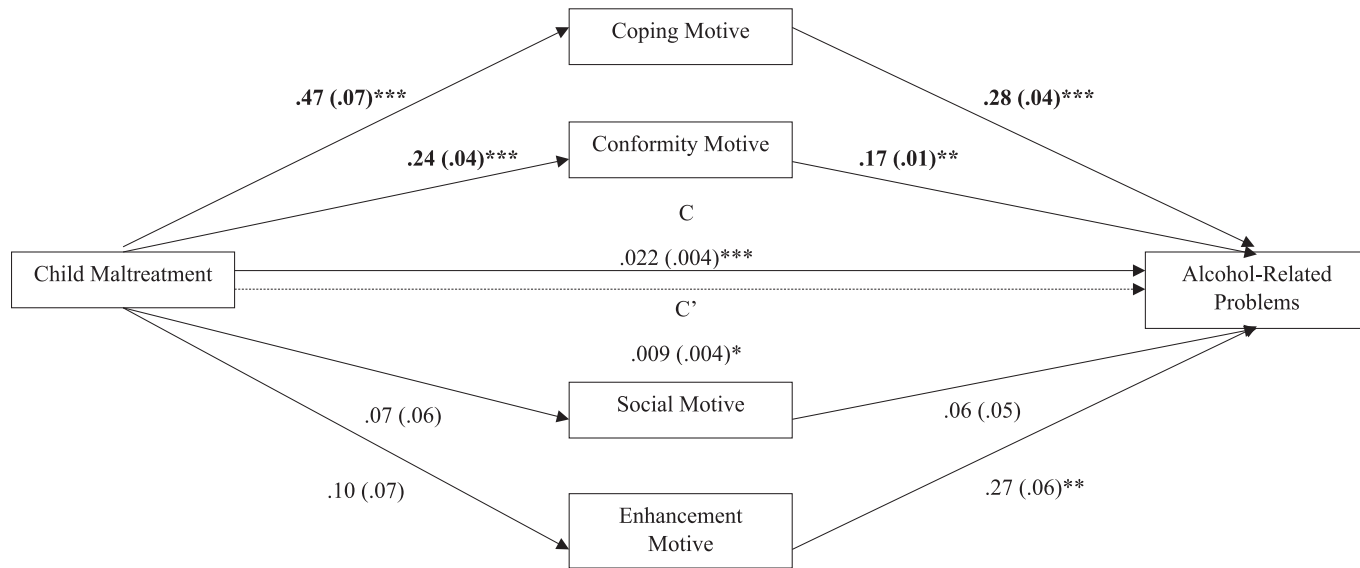 Coping Motive
.47 (.07)***
.28 (.04)***
Conformity Motive
.24 (.04)***
.17 (.01)**
C
.022 (.004)***
Child Maltreatment
Alcohol-Related
Problems
C’
.009 (.004)*
Social Motive
.07 (.06)
.06 (.05)
.10 (.07)
.27 (.06)**
Enhancement
Motive